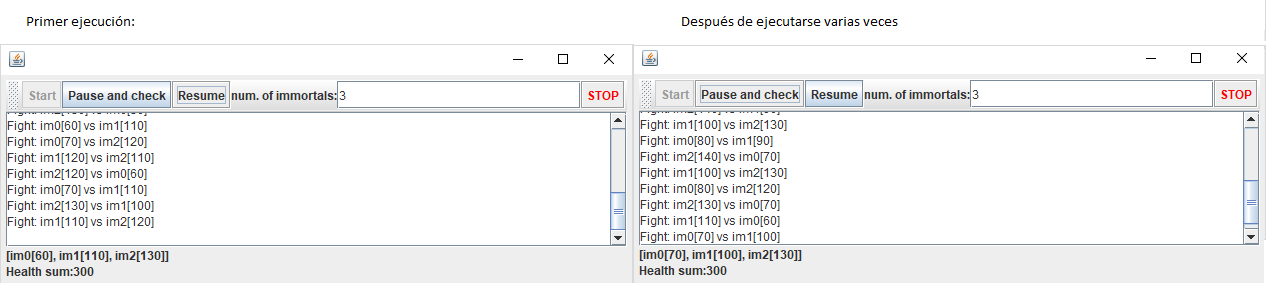 Primer ejecución:
Después de ejecutarse varias veces
Start Pause and check Resume num. of immortals: 3 STOP
Fight: im0[60] vs im1[110]
Fight: im0[70] vs im2[120]
Fight: im1[120] vs im2[110]
Fight: im2[120] vs im0[60]
Fight: im0[70] vs im1[110]
Fight: im2[130] vs im1[100]
Fight: im1[110] vs im2[120]
[im0[60], im1[110], im2[130]]
Health sum:300
Start Pause and check Resume num. of immortals: 3 STOP
Fight: im1[100] vs im2[130]
Fight: im0[80] vs im1[90]
Fight: im2[140] vs im0[70]
Fight: im1[100] vs im2[130]
Fight: im0[80] vs im2[120]
Fight: im2[130] vs im0[70]
Fight: im1[110] vs im0[60]
Fight: im0[70] vs im1[100]
[im0[70], im1[100], im2[130]]
Health sum:300